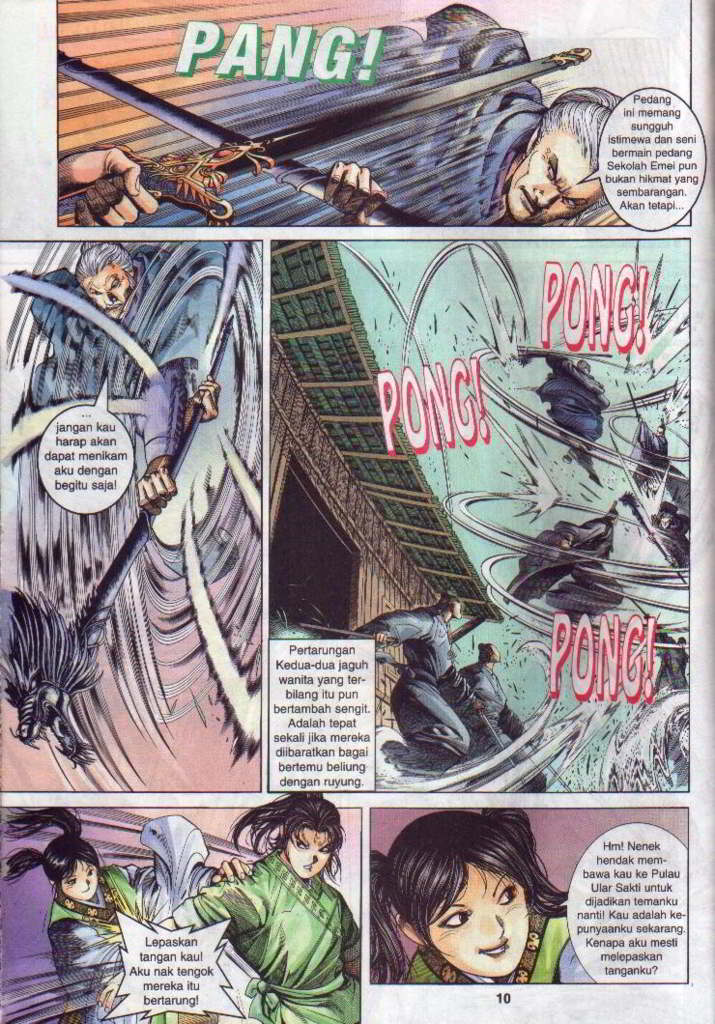 PANG!
Pedang
ini memang
sungguh
istimewa dan seni
bermain pedang
Sekolah Emei pun
bukan hikmat yang
sembarangan.
Akan tetapi...
...
jangan kau
harap akan
dapat menikam
aku dengan
begitu saja!
PONG!
PONG!
PONG!
Pertarungan
Kedua-dua jaguh
wanita yang ter-
bilang itu pun
bertambah sengit.
Adalah tepat
sekali jika mereka
diibaratkan bagai
bertemu beliung
dengan ruyung.
Lepaskan
tangan kau!
Aku nak tengok
mereka itu
bertarung!
Hm! Nenek
hendak mem-
bawa kau ke Pulau
Ular Sakti untuk
dijadikan temanku
nanti! Kau adalah ke-
punyaanku sekarang.
Kenapa aku mesti
melepaskan
tanganku?
10